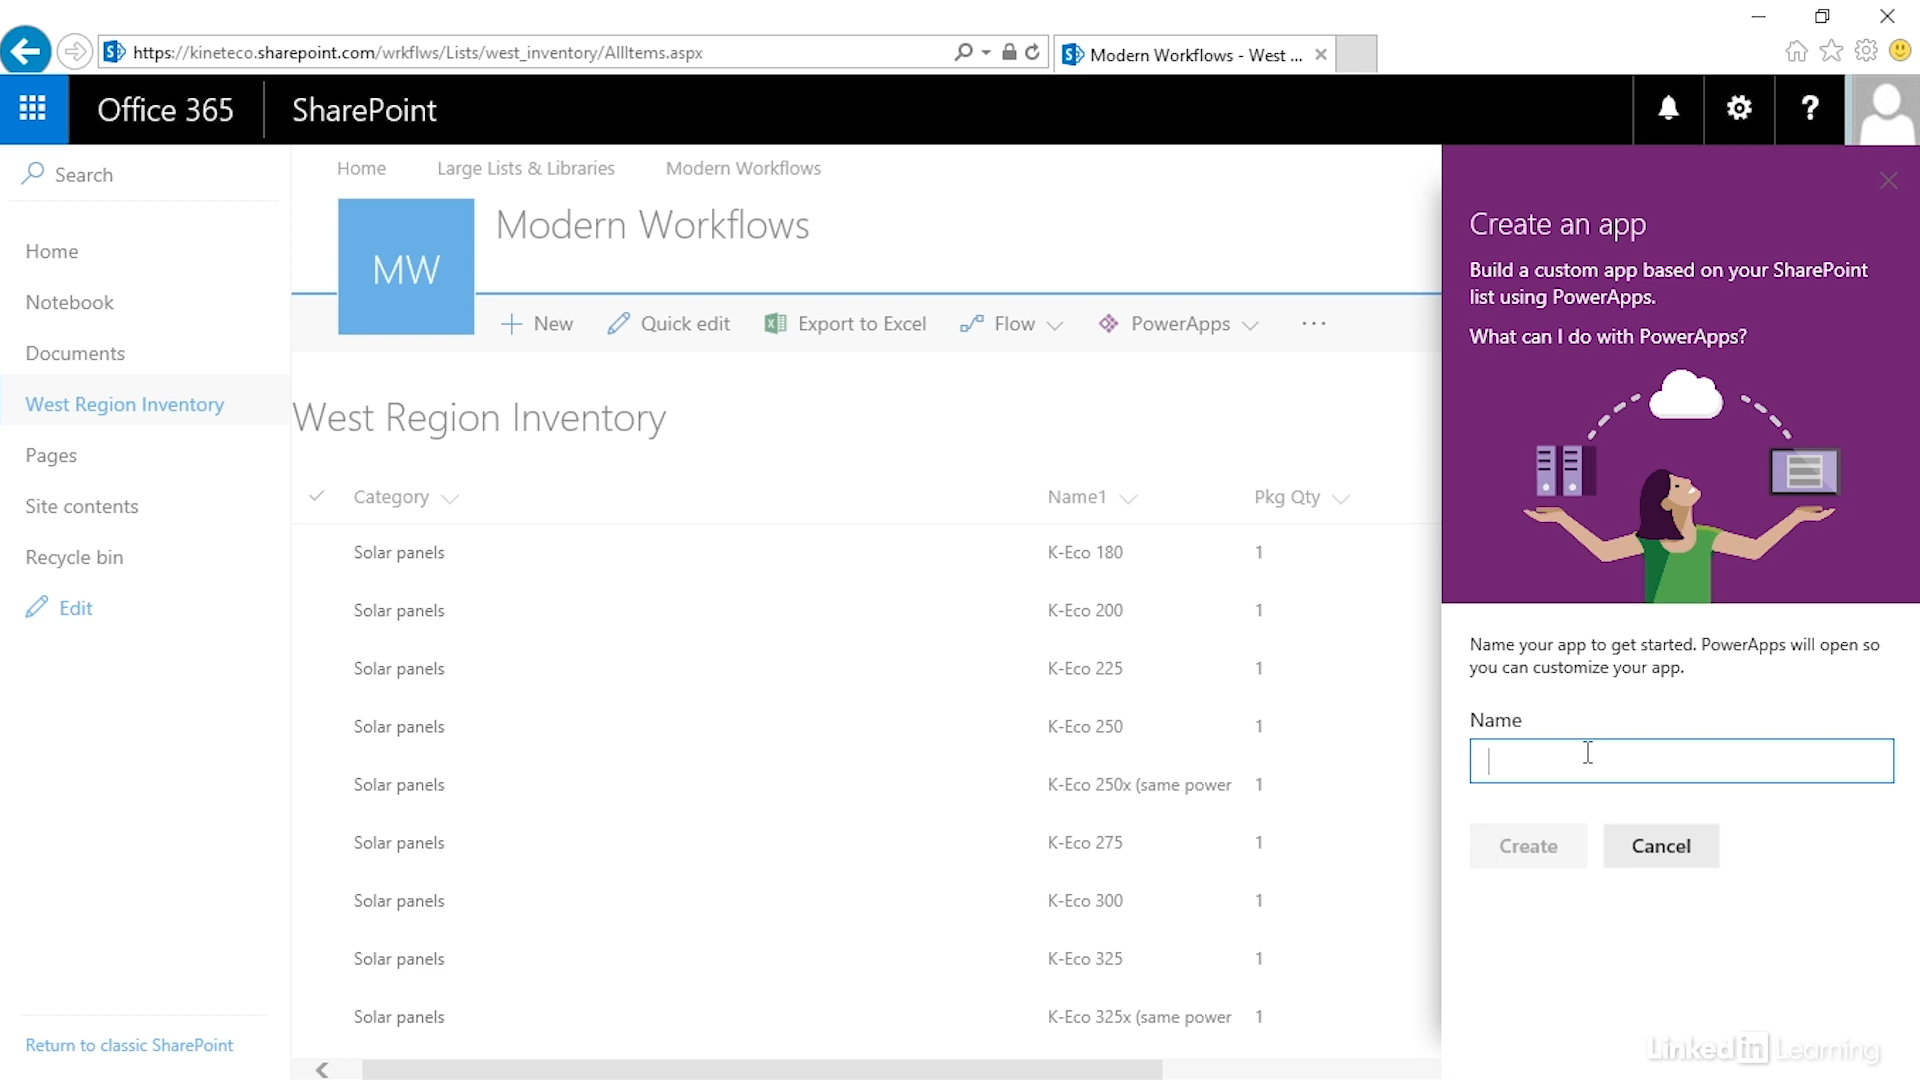 https://kineteco.sharepoint.com/wrkflws/Lists/west_inventory/AllItems.aspx
Modern Workflows - West ...
Office 365
SharePoint
Search
Home
Notebook
Documents
West Region Inventory
Pages
Site contents
Recycle bin
Edit
Return to classic SharePoint
Home Large Lists & Libraries Modern Workflows
MW
Modern Workflows
New Quick edit Export to Excel Flow PowerApps ...
West Region Inventory
Category Name1 Pkg Qty
Solar panels K-Eco 180 1
Solar panels K-Eco 200 1
Solar panels K-Eco 225 1
Solar panels K-Eco 250 1
Solar panels K-Eco 250x (same power 1
Solar panels K-Eco 275 1
Solar panels K-Eco 300 1
Solar panels K-Eco 325 1
Solar panels K-Eco 325x (same power 1
Create an app
Build a custom app based on your SharePoint
list using PowerApps.
What can I do with PowerApps?
Name your app to get started. PowerApps will open so
you can customize your app.
Name
Create Cancel
LinkedIn Learning